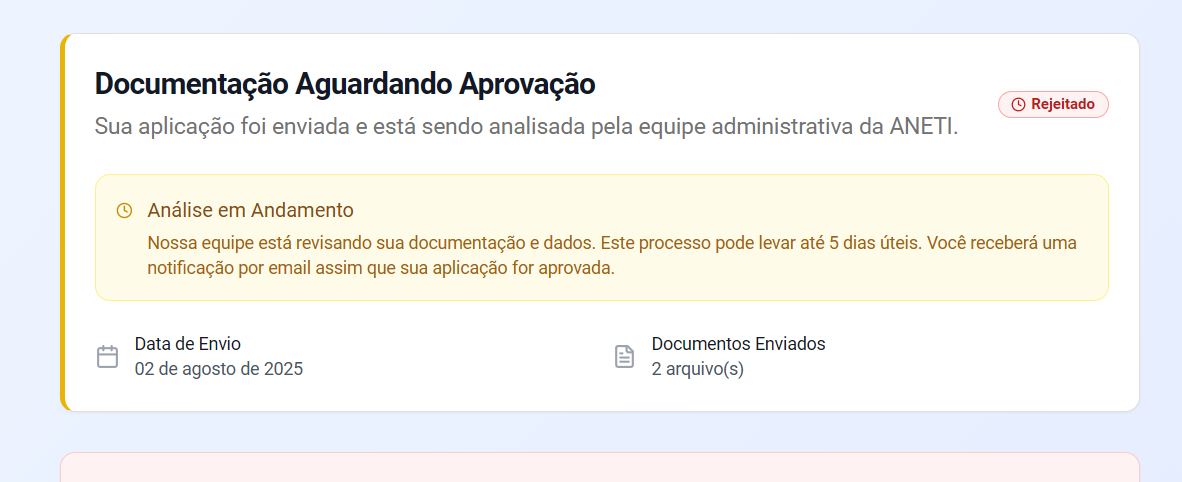 Documentação Aguardando Aprovação
Rejeitado
Sua aplicação foi enviada e está sendo analisada pela equipe administrativa da ANETI.
Análise em Andamento
Nossa equipe está revisando sua documentação e dados. Este processo pode levar até 5 dias úteis. Você receberá uma
notificação por email assim que sua aplicação for aprovada.
Data de Envio
02 de agosto de 2025
Documentos Enviados
2 arquivo(s)